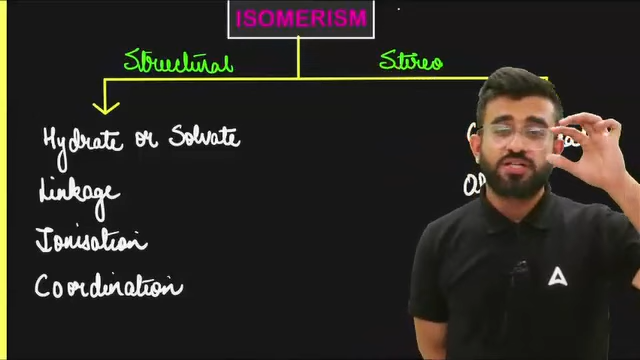 ISOMERISM
Structural
Stereo
Hydrate or Solvate
Linkage
Ionisation
Coordination